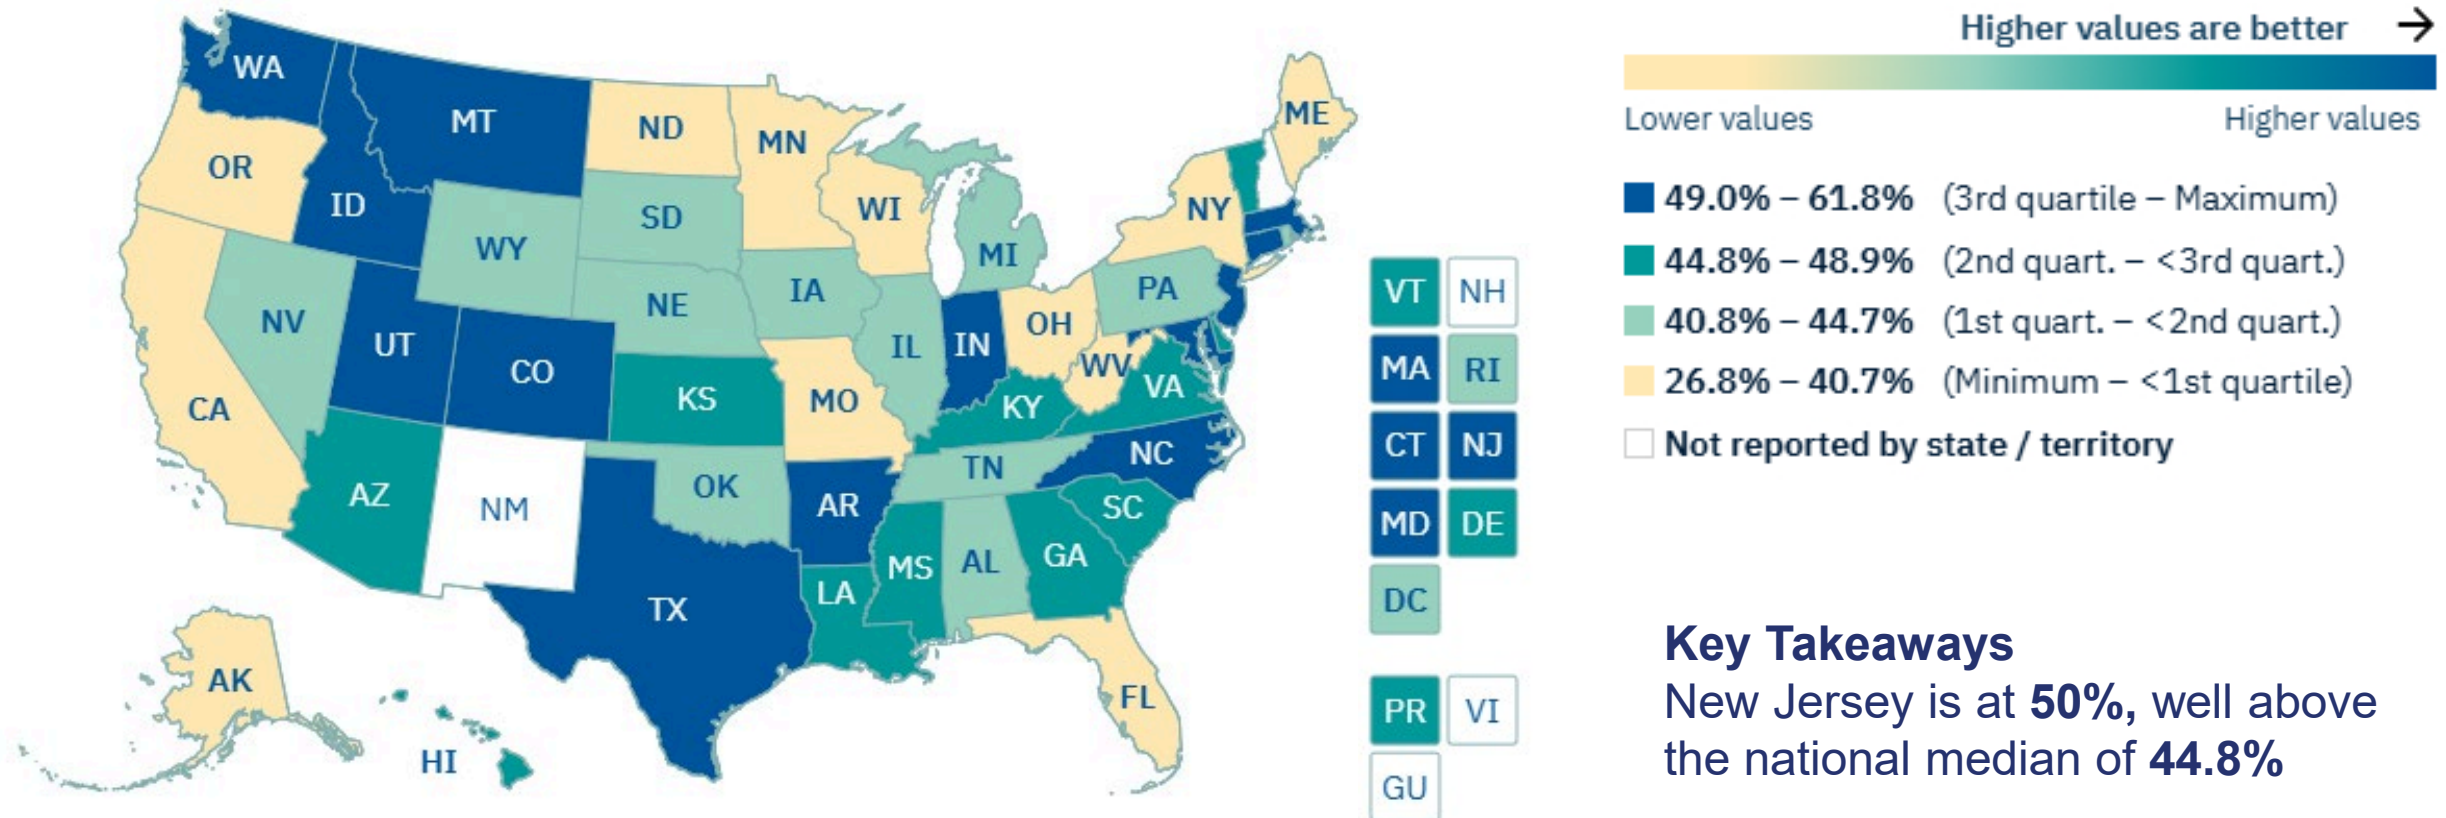 WA
MT
ND
MN
ME
OR
ID
SD
WI
NY
WY
MI
NV
NE
IA
PA
UT
CO
IL
IN
OH
WV
VA
CA
KS
MO
KY
NC
AZ
NM
OK
AR
TN
SC
TX
LA
MS
AL
GA
AK
HI
FL
VT NH
MA RI
CT NJ
MD DE
DC
PR VI
GU
Higher values are better →
Lower values Higher values
49.0% – 61.8% (3rd quartile – Maximum)
44.8% – 48.9% (2nd quart. – <3rd quart.)
40.8% – 44.7% (1st quart. – <2nd quart.)
26.8% – 40.7% (Minimum – <1st quartile)
Not reported by state / territory
Key Takeaways
New Jersey is at 50%, well above
the national median of 44.8%